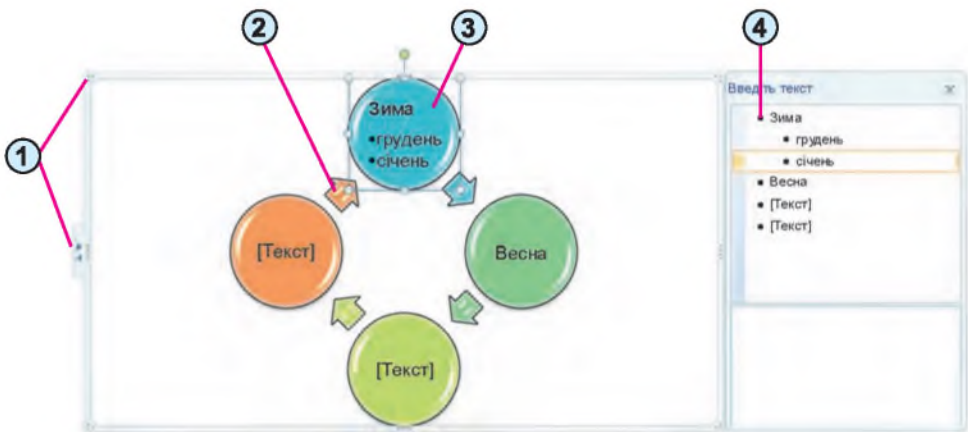 2
3
4
1
Зима
•грудень
•січень
[Текст]
Весна
[Текст]
Введіть текст
• Зима
• грудень
• січень
• Весна
• [Текст]
• [Текст]